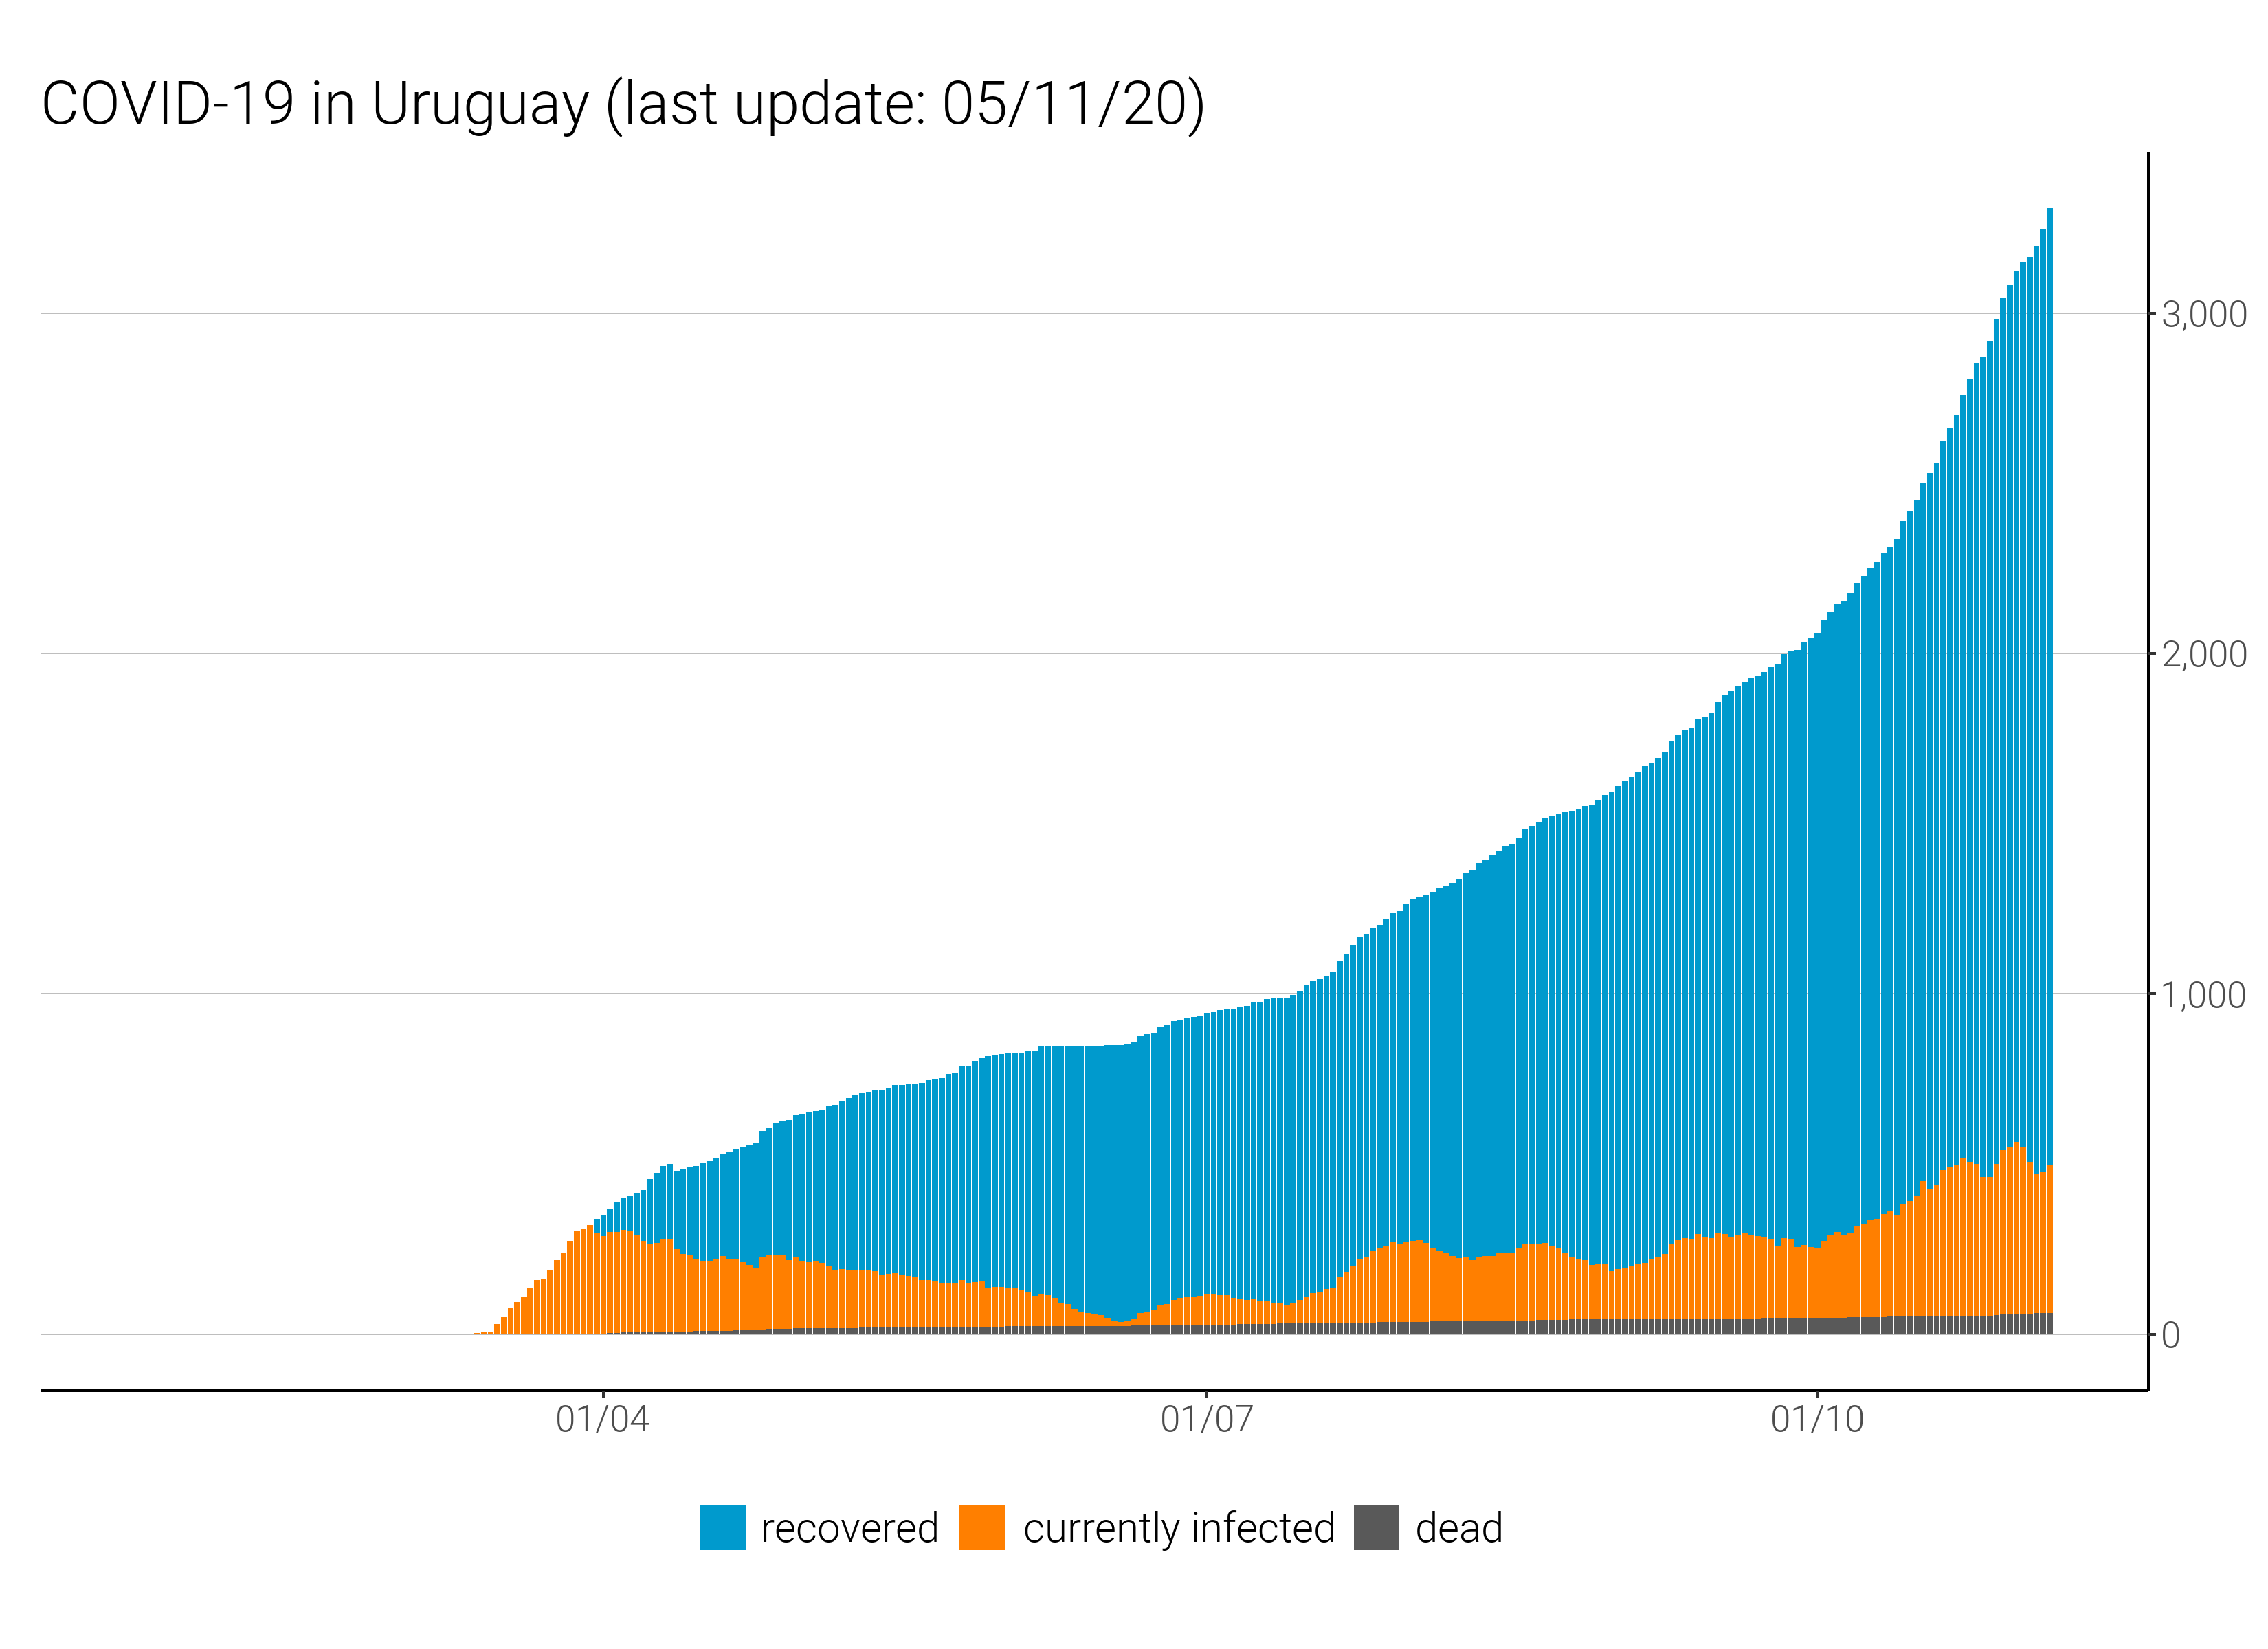 COVID-19 in Uruguay (last update: 05/11/20)
3,000
2,000
1,000
0
01/04 01/07 01/10
recovered currently infected dead